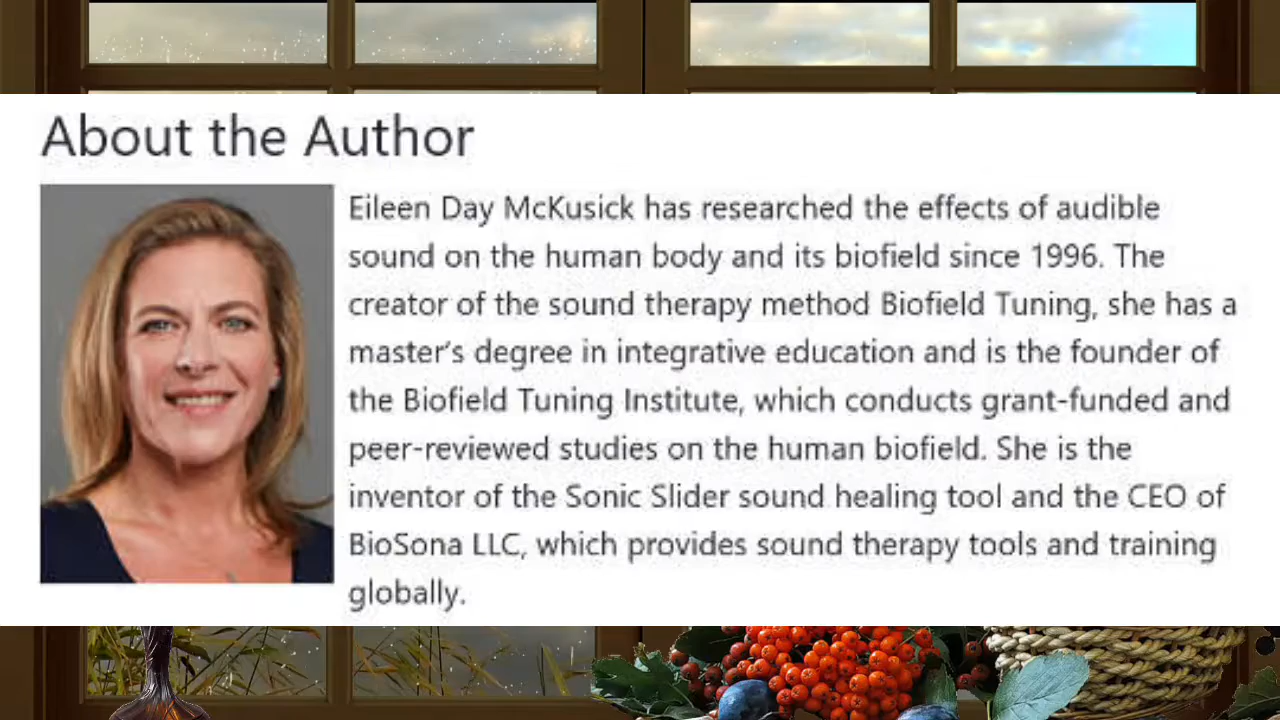 About the Author
Eileen Day McKusick has researched the effects of audible
sound on the human body and its biofield since 1996. The
creator of the sound therapy method Biofield Tuning, she has a
master's degree in integrative education and is the founder of
the Biofield Tuning Institute, which conducts grant-funded and
peer-reviewed studies on the human biofield. She is the
inventor of the Sonic Slider sound healing tool and the CEO of
BioSona LLC, which provides sound therapy tools and training
globally.